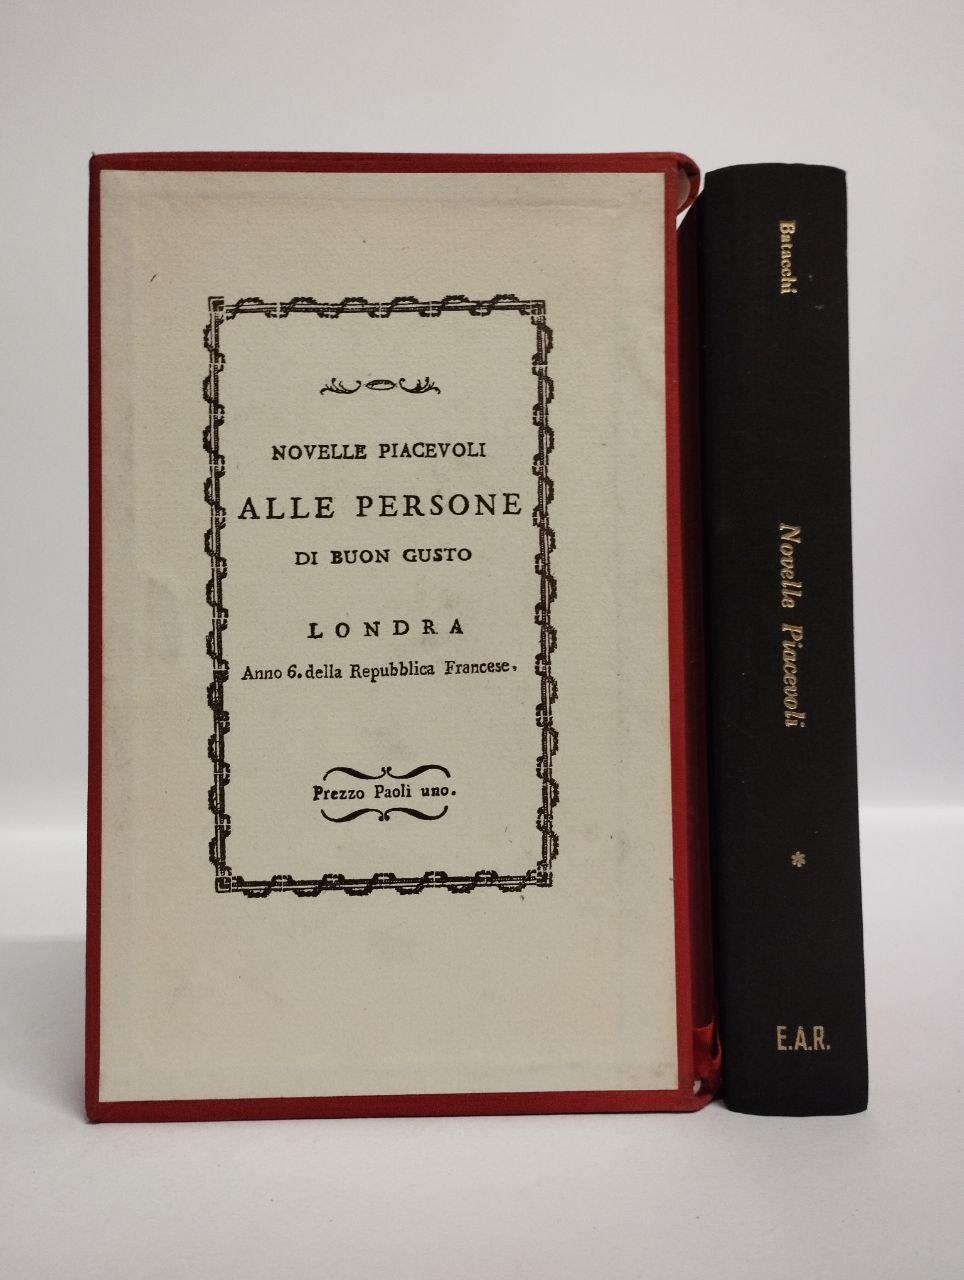 NOVELLE PIACEVOLI
ALLE PERSONE
DI BUON GUSTO
LONDRA
Anno 6. della Repubblica Francese,
Prezzo Paoli uno.
Batacchi
Novelle Piacevoli
*
E.A.R.